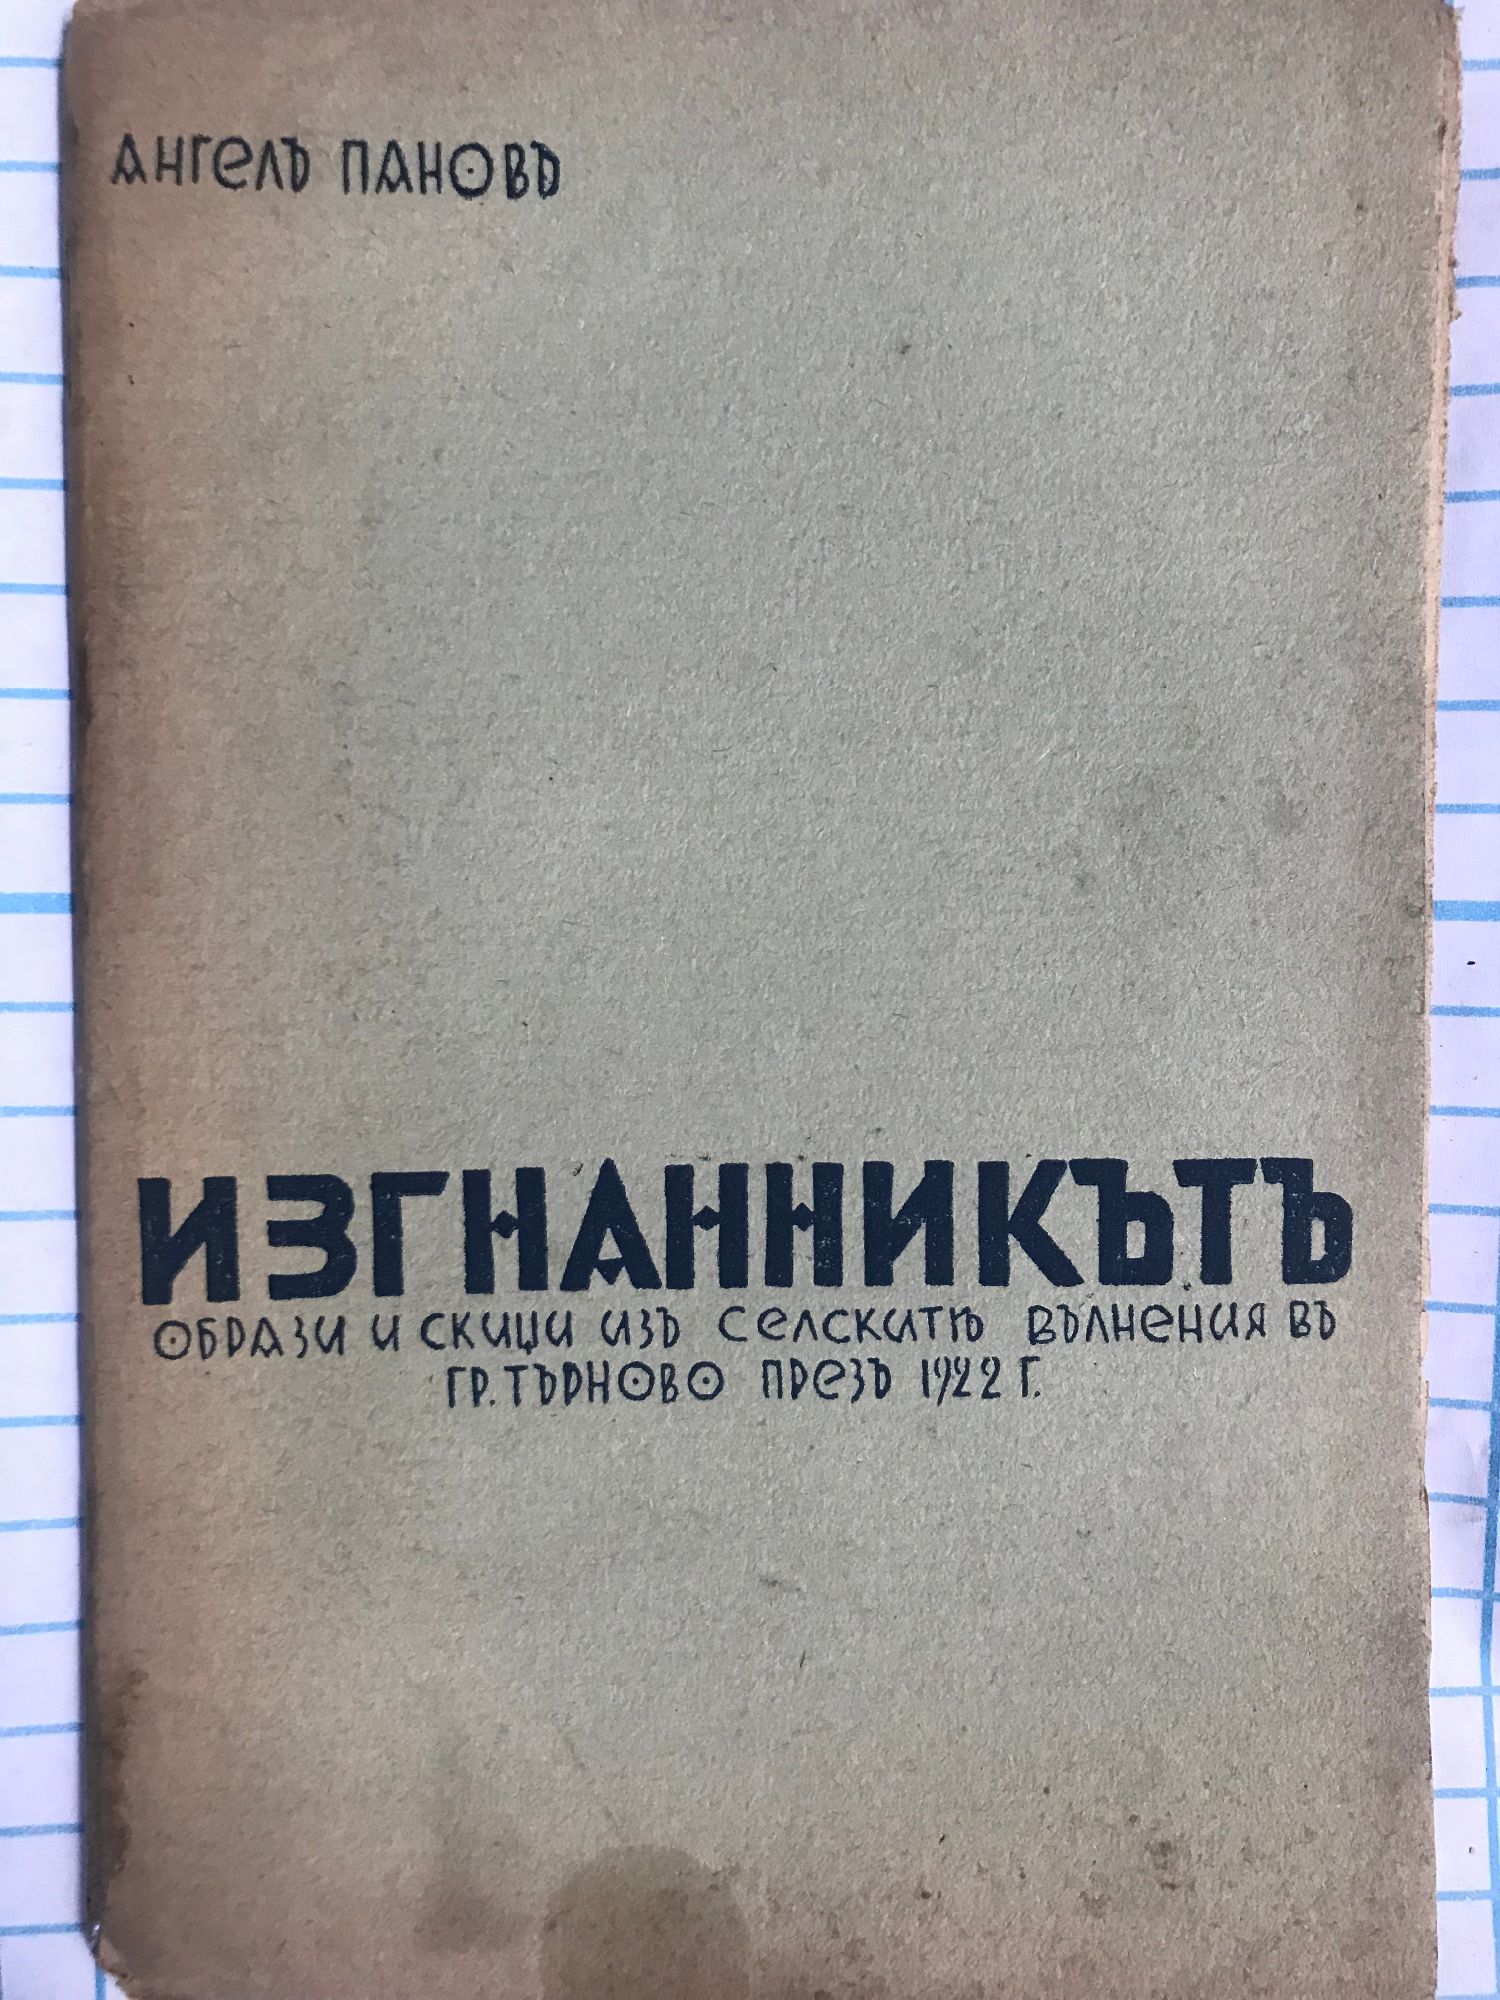 Ангелъ Пановъ
ИЗГНАННИКЪТЪ
Образи и скици изъ селскитѣ вълнения въ
гр. Търново презъ 1922 г.